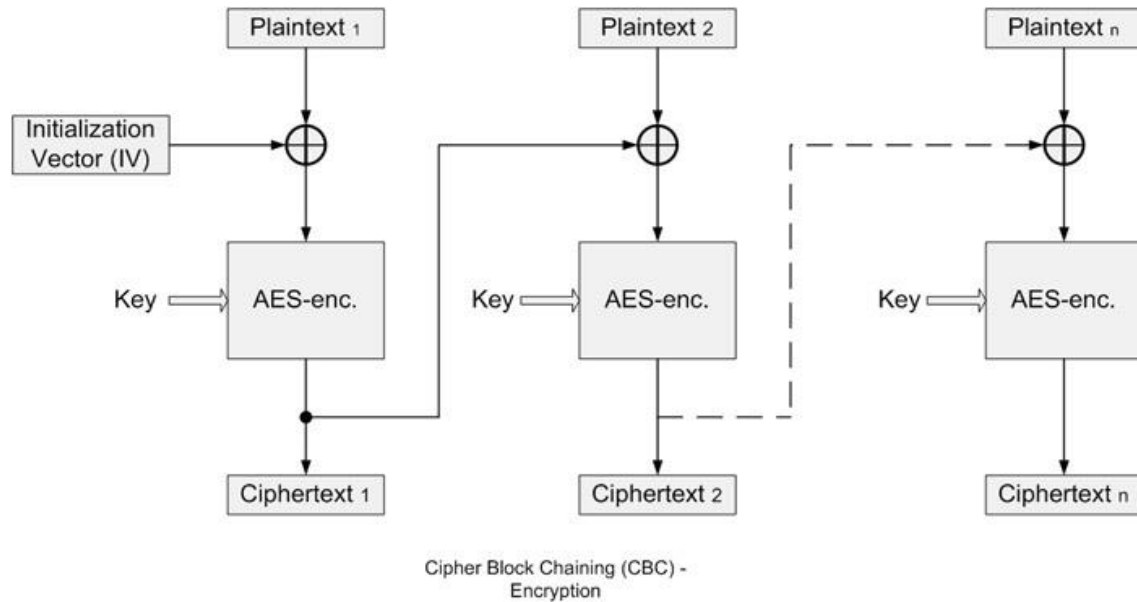 Plaintext 1
Plaintext 2
Plaintext n
Initialization
Vector (IV)
Key
AES-enc.
Key
AES-enc.
Key
AES-enc.
Ciphertext 1
Ciphertext 2
Ciphertext n
Cipher Block Chaining (CBC) -
Encryption